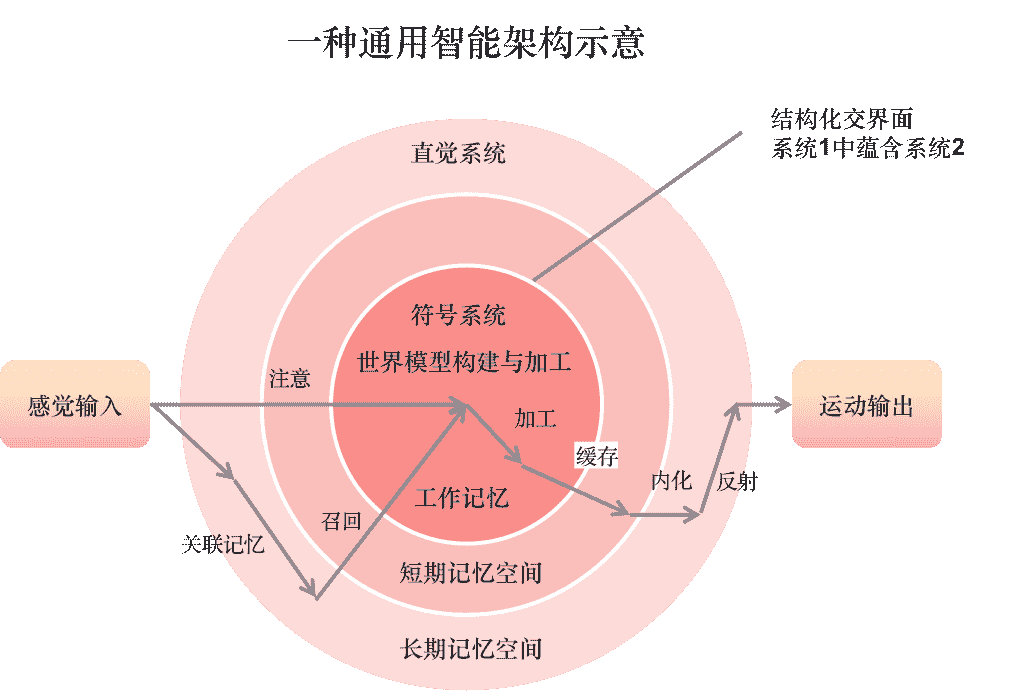 一种通用智能架构示意
结构化交界面
系统1中蕴含系统2
直觉系统
符号系统
世界模型构建与加工
注意
感觉输入
加工
运动输出
缓存
内化
反射
工作记忆
召回
关联记忆
短期记忆空间
长期记忆空间